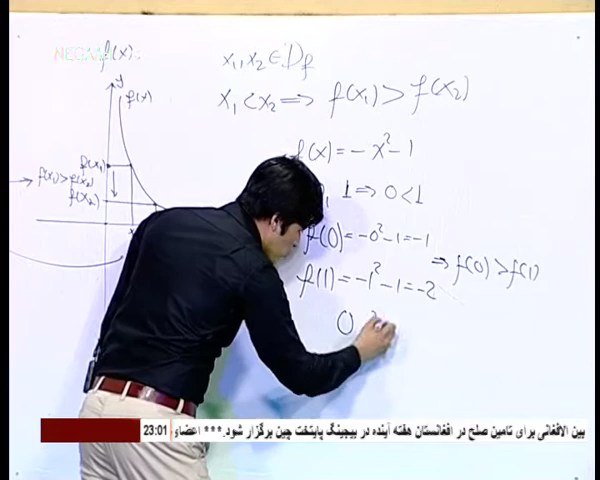 NEGAAH
f(x).
x₁, x₂ ∈ Df
y
f(x)
x₁ < x₂ ⟹ f(x₁) > f(x₂)
f(x) = -x² - 1
f(x₁)
f(x₁) > f(x₂)
f(x₂)
, 1 ⟹ 0 < 1
f(0) = -0² - 1 = -1
⟹ f(0) > f(1)
f(1) = -1² - 1 = -2
0
23:01
بین الافغانی برای تامین صلح در افغانستان هفته آینده در بیجینگ پایتخت چین برگزار شود.*** اعضای